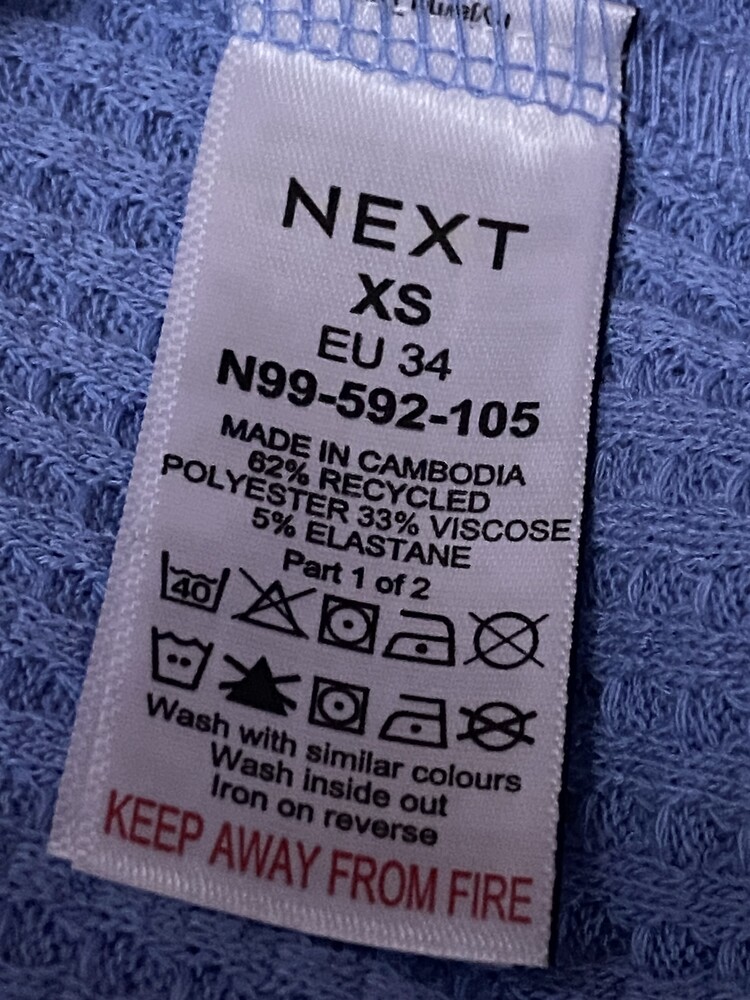 NEXT
XS
EU 34
N99-592-105
MADE IN CAMBODIA
62% RECYCLED
POLYESTER 33% VISCOSE
5% ELASTANE
Part 1 of 2
40
Wash with similar colours
Wash inside out
Iron on reverse
KEEP AWAY FROM FIRE